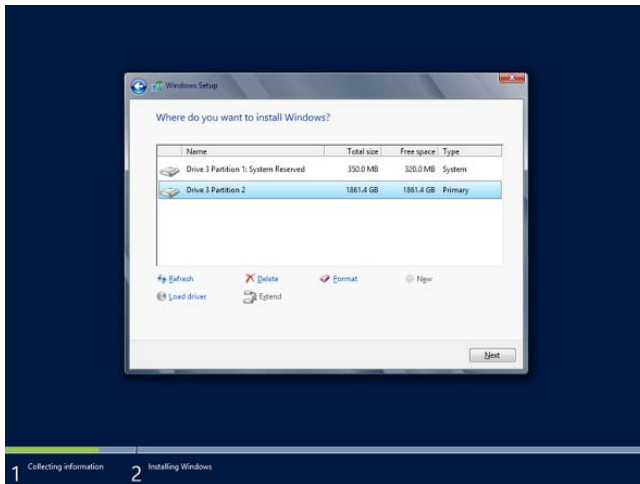 Windows Setup
Where do you want to install Windows?
Name Total size Free space Type
Drive 3 Partition 1: System Reserved 350.0 MB 320.0 MB System
Drive 3 Partition 2 1861.4 GB 1861.4 GB Primary
Refresh Delete Format New
Load driver Extend
Next
1 Collecting information 2 Installing Windows